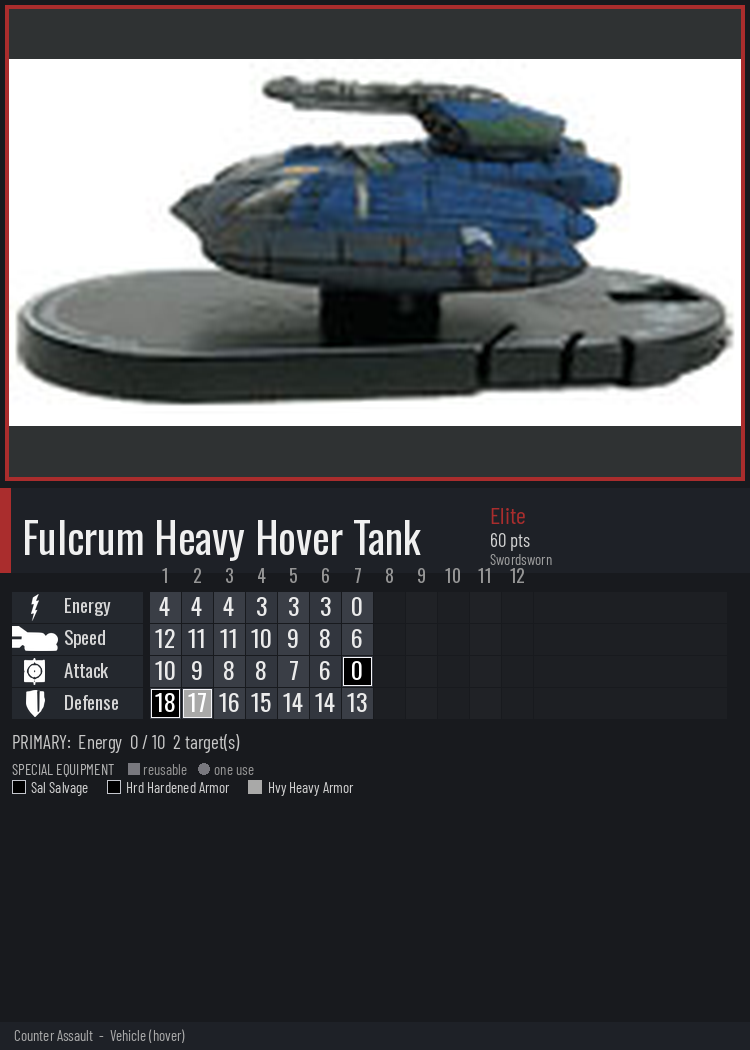 Fulcrum Heavy Hover Tank
Elite
60 pts
Swordsworn
1 2 3 4 5 6 7 8 9 10 11 12
Energy 4 4 4 3 3 3 0
Speed 12 11 11 10 9 8 6
Attack 10 9 8 8 7 6 0
Defense 18 17 16 15 14 14 13
PRIMARY: Energy 0 / 10 2 target(s)
SPECIAL EQUIPMENT reusable one use
Sal Salvage Hrd Hardened Armor Hvy Heavy Armor
Counter Assault - Vehicle (hover)